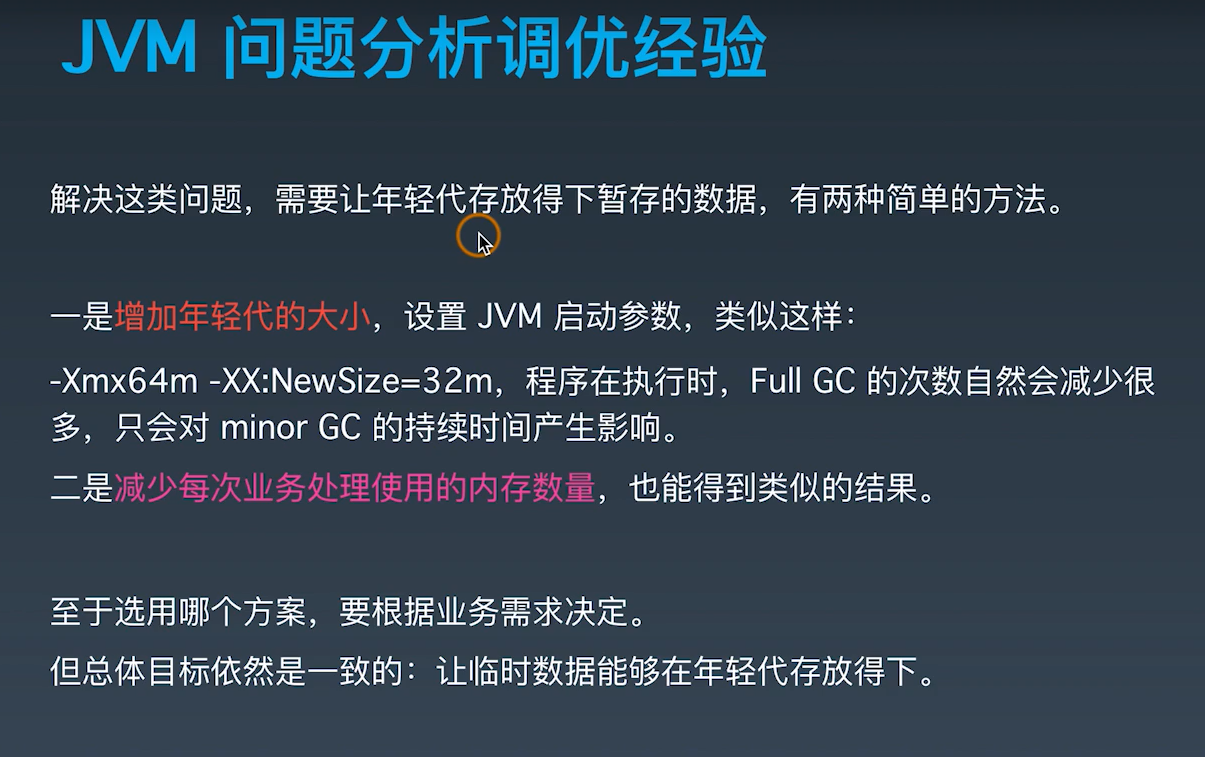 JVM 问题分析调优经验
解决这类问题，需要让年轻代存放得下暂存的数据，有两种简单的方法。
一是增加年轻代的大小，设置 JVM 启动参数，类似这样：
-Xmx64m -XX:NewSize=32m，程序在执行时，Full GC 的次数自然会减少很
多，只会对 minor GC 的持续时间产生影响。
二是减少每次业务处理使用的内存数量，也能得到类似的结果。
至于选用哪个方案，要根据业务需求决定。
但总体目标依然是一致的：让临时数据能够在年轻代存放得下。